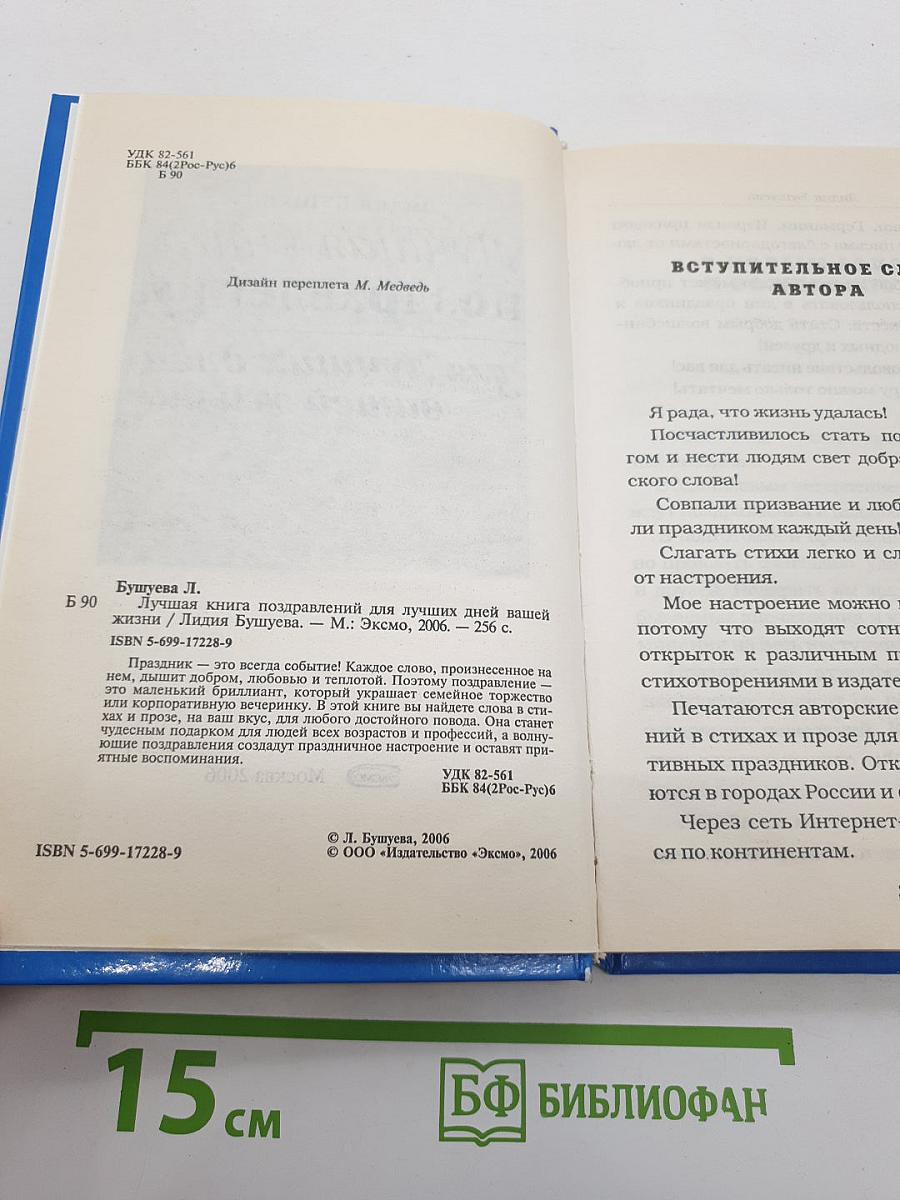 УДК 82-561
ББК 84(2Рос-Рус)6
Б 90
Дизайн переплета М. Медведь
Бушуева Л.
Б 90 Лучшая книга поздравлений для лучших дней вашей
жизни / Лидия Бушуева. — М.: Эксмо, 2006. — 256 с.
ISBN 5-699-17228-9
Праздник — это всегда событие! Каждое слово, произнесенное на
нем, дышит добром, любовью и теплотой. Поэтому поздравление —
это маленький бриллиант, который украшает семейное торжество
или корпоративную вечеринку. В этой книге вы найдете слова в сти-
хах и прозе, на ваш вкус, для любого достойного повода. Она станет
чудесным подарком для людей всех возрастов и профессий, а волну-
ющие поздравления создадут праздничное настроение и оставят при-
ятные воспоминания.
УДК 82-561
ББК 84(2Рос-Рус)6
ISBN 5-699-17228-9
© Л. Бушуева, 2006
© ООО «Издательство «Эксмо», 2006
ВСТУПИТЕЛЬНОЕ
АВТОРА
Я рада, что жизнь удалась!
Посчастливилось стать
гом и нести людям свет
ского слова!
Совпали призвание и
ли праздником каждый день!
Слагать стихи легко и
от настроения.
Мое настроение можно
потому что выходят
открыток к различным
стихотворениями в
Печатаются авторские
ний в стихах и прозе для
тивных праздников.
ются в городах России и
Через сеть Интернет-
ся по континентам.
15 см
БФ БИБЛИОФАН